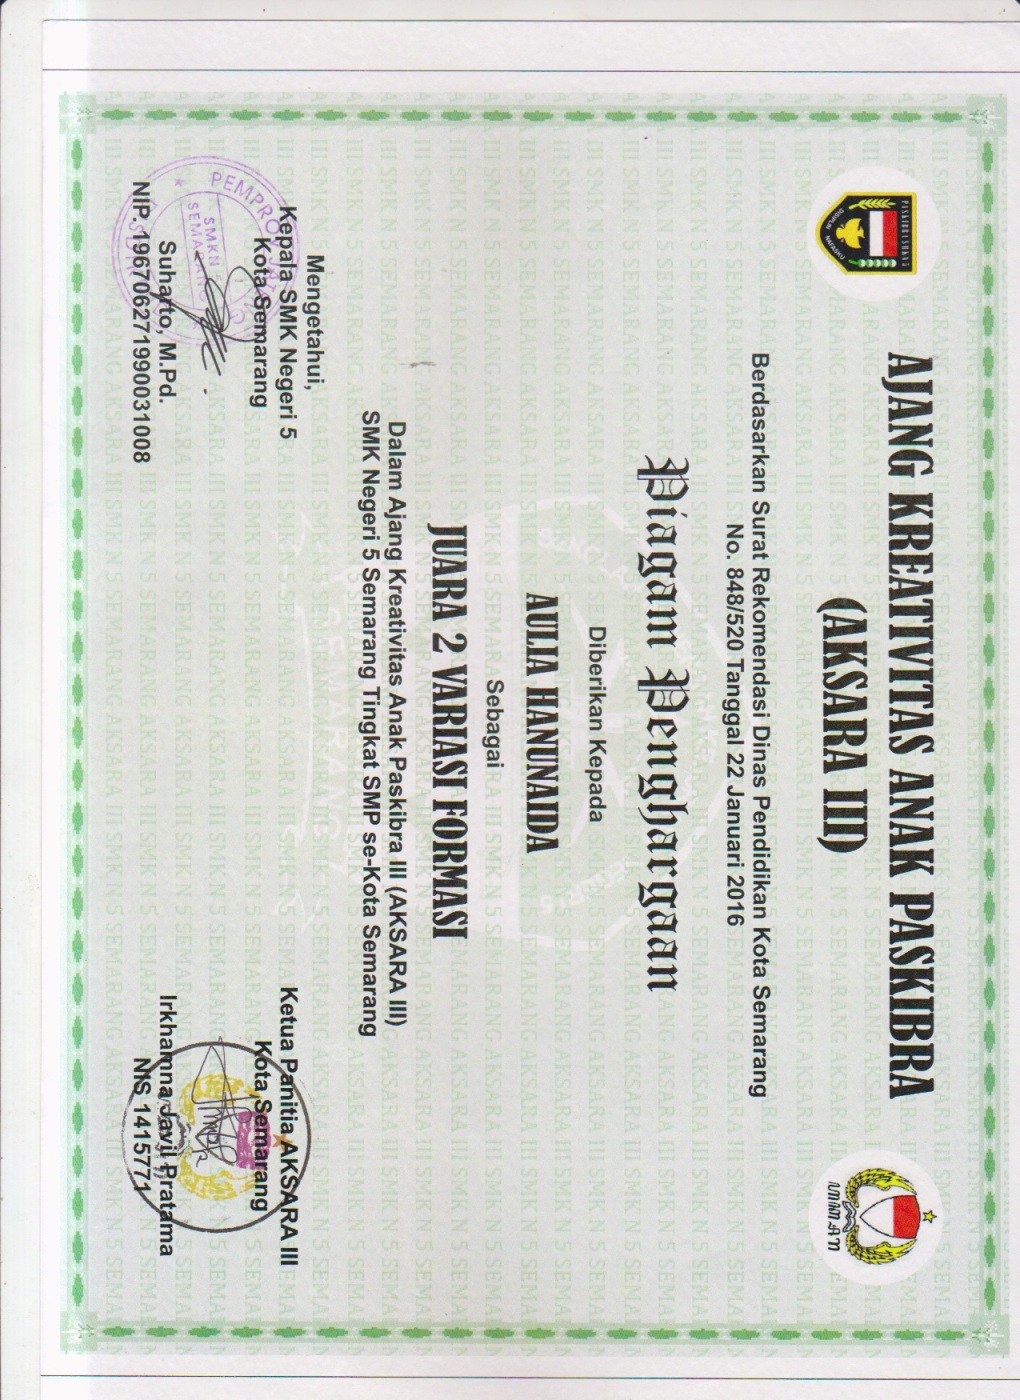 AJANG KREATIVITAS ANAK PASKIBRA
(AKSARA III)
Berdasarkan Surat Rekomendasi Dinas Pendidikan Kota Semarang
No. 848/520 Tanggal 22 Januari 2016
Piagam Penghargaan
Diberikan Kepada
AULIA HANUNAIDA
Sebagai
JUARA 2 VARIASI FORMASI
Dalam Ajang Kreativitas Anak Paskibra III (AKSARA III)
SMK Negeri 5 Semarang Tingkat SMP se-Kota Semarang
Mengetahui,
Kepala SMK Negeri 5
Kota Semarang
SMKN 5
Suharto, M.Pd.
NIP. 196706271990031008
Ketua Panitia AKSARA III
Kota Semarang
Irkhamna Javil Pratama
NIS 1415771